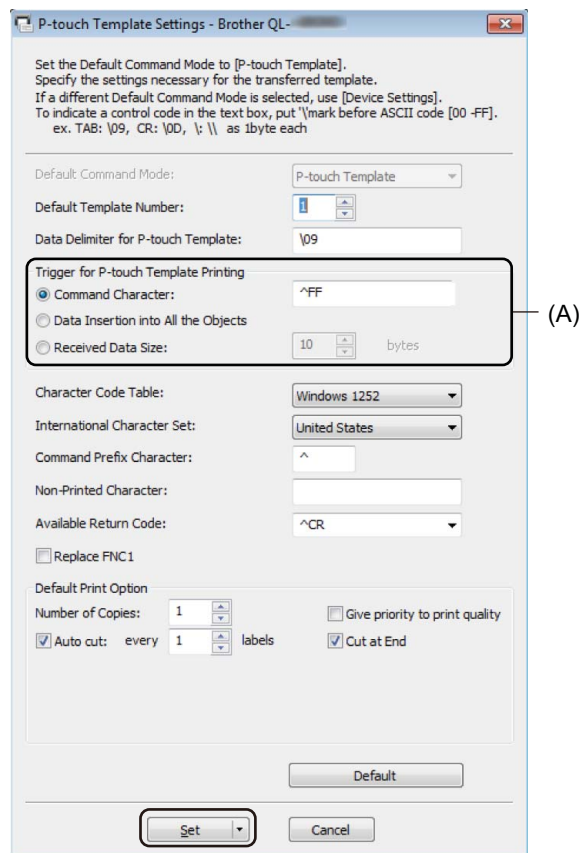 P-touch Template Settings - Brother QL-
Set the Default Command Mode to [P-touch Template].
Specify the settings necessary for the transferred template.
If a different Default Command Mode is selected, use [Device Settings].
To indicate a control code in the text box, put '\'mark before ASCII code [00 -FF].
ex. TAB: \09, CR: \0D, \: \\ as 1byte each
Default Command Mode: P-touch Template
Default Template Number: 1
Data Delimiter for P-touch Template: \09
Trigger for P-touch Template Printing
Command Character: ^FF
(A)
Data Insertion into All the Objects
Received Data Size: 10 bytes
Character Code Table: Windows 1252
International Character Set: United States
Command Prefix Character: ^
Non-Printed Character:
Available Return Code: ^CR
Replace FNC1
Default Print Option
Number of Copies: 1 Give priority to print quality
Auto cut: every 1 labels Cut at End
Default
Set Cancel